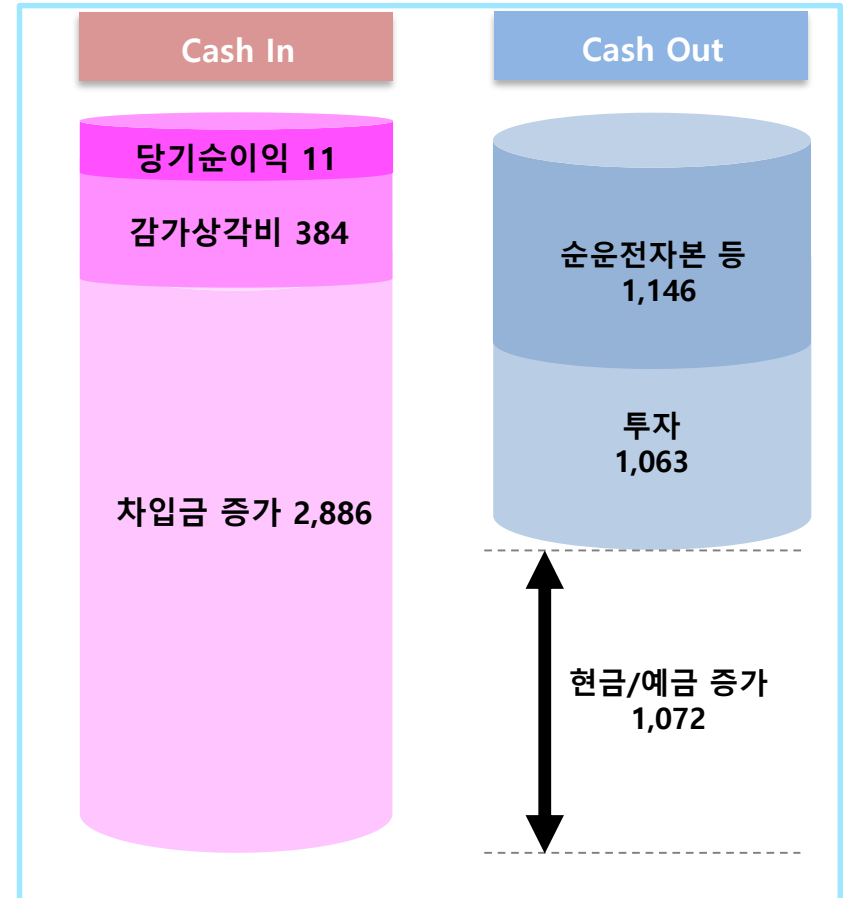 Cash In
당기순이익 11
감가상각비 384
차입금 증가 2,886
Cash Out
순운전자본 등
1,146
투자
1,063
현금/예금 증가
1,072